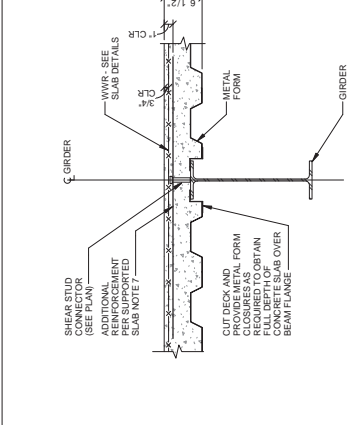 6 1/2"
1" CLR
3/4"
CLR
WWR - SEE
SLAB DETAILS
METAL
FORM
GIRDER
℄ GIRDER
SHEAR STUD
CONNECTOR
(SEE PLAN)
ADDITIONAL
REINFORCEMENT
PER SUPPORTED
SLAB NOTE 7
CUT DECK AND
PROVIDE METAL FORM
CLOSURES AS
REQUIRED TO OBTAIN
FULL DEPTH OF
CONCRETE SLAB OVER
BEAM FLANGE